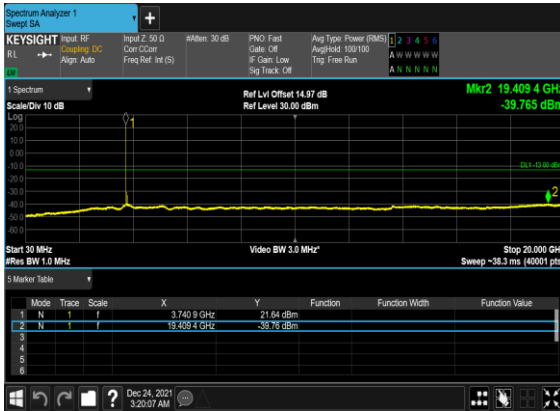 Spectrum Analyzer 1
Swept SA
KEYSIGHT Input: RF Input Z: 50 Ω #Atten: 30 dB PNO: Fast Avg Type: Power (RMS) 1 2 3 4 5 6
RL Coupling: DC Corr CCorr Gate: Off Avg|Hold: 100/100 A W W W W W
Align: Auto Freq Ref: Int (S) IF Gain: Low Trig: Free Run
Sig Track: Off A N N N N N
1 Spectrum Ref Lvl Offset 14.97 dB Mkr2 19.409 4 GHz
Scale/Div 10 dB Ref Level 30.00 dBm -39.765 dBm
Log
20.0
10.0
0.00
-10.0 DL1 -13.00 dBm
-20.0
-30.0
-40.0
-50.0
-60.0
1
2
Start 30 MHz Video BW 3.0 MHz* Stop 20.000 GHz
#Res BW 1.0 MHz Sweep ~38.3 ms (40001 pts)
5 Marker Table
Mode Trace Scale X Y Function Function Width Function Value
1 N 1 f 3.740 9 GHz 21.64 dBm
2 N 1 f 19.409 4 GHz -39.76 dBm
3
4
5
6
Dec 24, 2021
3:20:07 AM